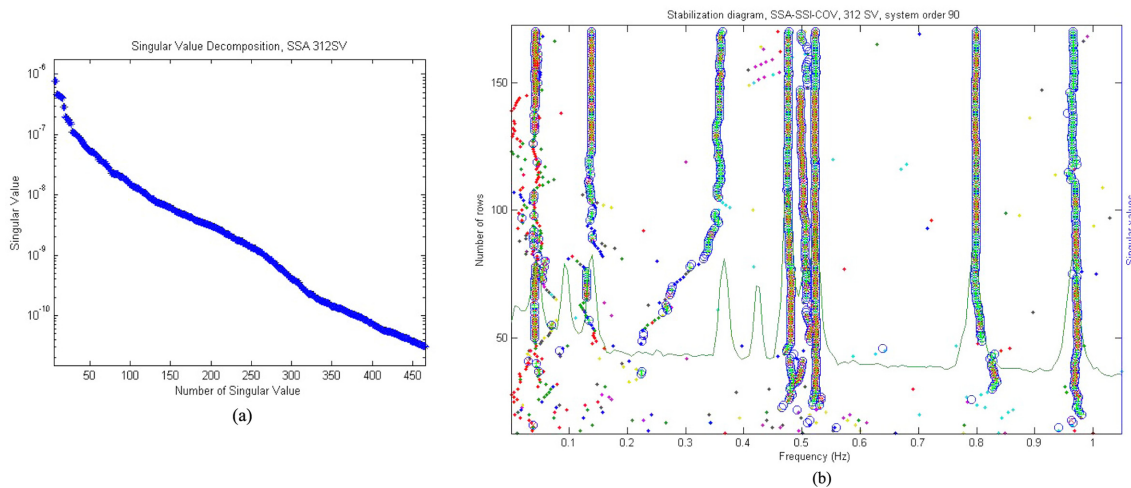 Singular Value Decomposition, SSA 312SV
10^-6
10^-7
10^-8
10^-9
10^-10
Singular Value
50 100 150 200 250 300 350 400 450
Number of Singular Value
(a)
Stabilization diagram, SSA-SSI-COV, 312 SV, system order 90
150
100
50
Number of rows
Singular values
0.1 0.2 0.3 0.4 0.5 0.6 0.7 0.8 0.9 1
Frequency (Hz)
(b)